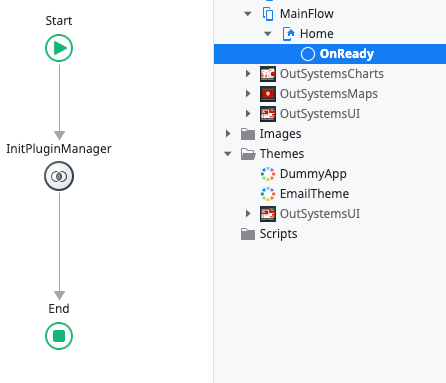 Start
InitPluginManager
End
MainFlow
Home
OnReady
OutSystemsCharts
OutSystemsMaps
OutSystemsUI
Images
Themes
DummyApp
EmailTheme
OutSystemsUI
Scripts